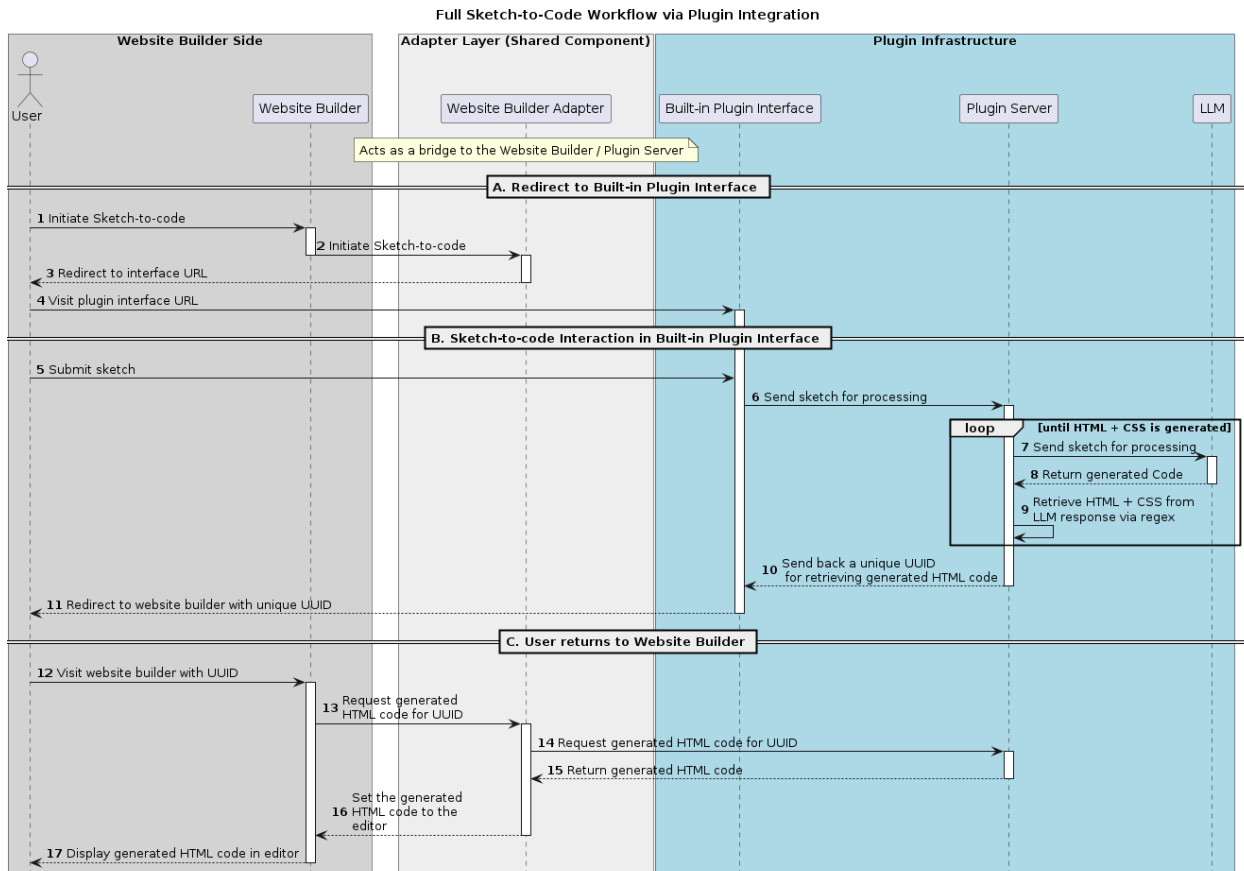 Full Sketch-to-Code Workflow via Plugin Integration
Website Builder Side
Adapter Layer (Shared Component)
Plugin Infrastructure
User
Website Builder
Website Builder Adapter
Built-in Plugin Interface
Plugin Server
LLM
Acts as a bridge to the Website Builder / Plugin Server
A. Redirect to Built-in Plugin Interface
1 Initiate Sketch-to-code
2 Initiate Sketch-to-code
3 Redirect to interface URL
4 Visit plugin interface URL
B. Sketch-to-code Interaction in Built-in Plugin Interface
5 Submit sketch
6 Send sketch for processing
loop [until HTML + CSS is generated]
7 Send sketch for processing
8 Return generated Code
9 Retrieve HTML + CSS from
LLM response via regex
10 Send back a unique UUID
for retrieving generated HTML code
11 Redirect to website builder with unique UUID
C. User returns to Website Builder
12 Visit website builder with UUID
13 Request generated
HTML code for UUID
14 Request generated HTML code for UUID
15 Return generated HTML code
16 Set the generated
HTML code to the
editor
17 Display generated HTML code in editor